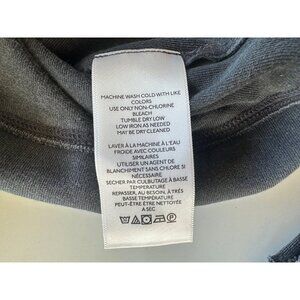 MACHINE WASH COLD WITH LIKE
COLORS
USE ONLY NON-CHLORINE
BLEACH
TUMBLE DRY LOW
LOW IRON AS NEEDED
MAY BE DRY CLEANED
LAVER À LA MACHINE À L'EAU
FROIDE AVEC COULEURS
SIMILAIRES
UTILISER UN AGENT DE
BLANCHIMENT SANS CHLORE SI
NÉCESSAIRE
SÉCHER PAR CULBUTAGE À BASSE
TEMPÉRATURE
REPASSER, AU BESOIN, À TRÈS
BASSE TEMPÉRATURE
PEUT-ÊTRE ÊTRE NETTOYÉ
À SEC